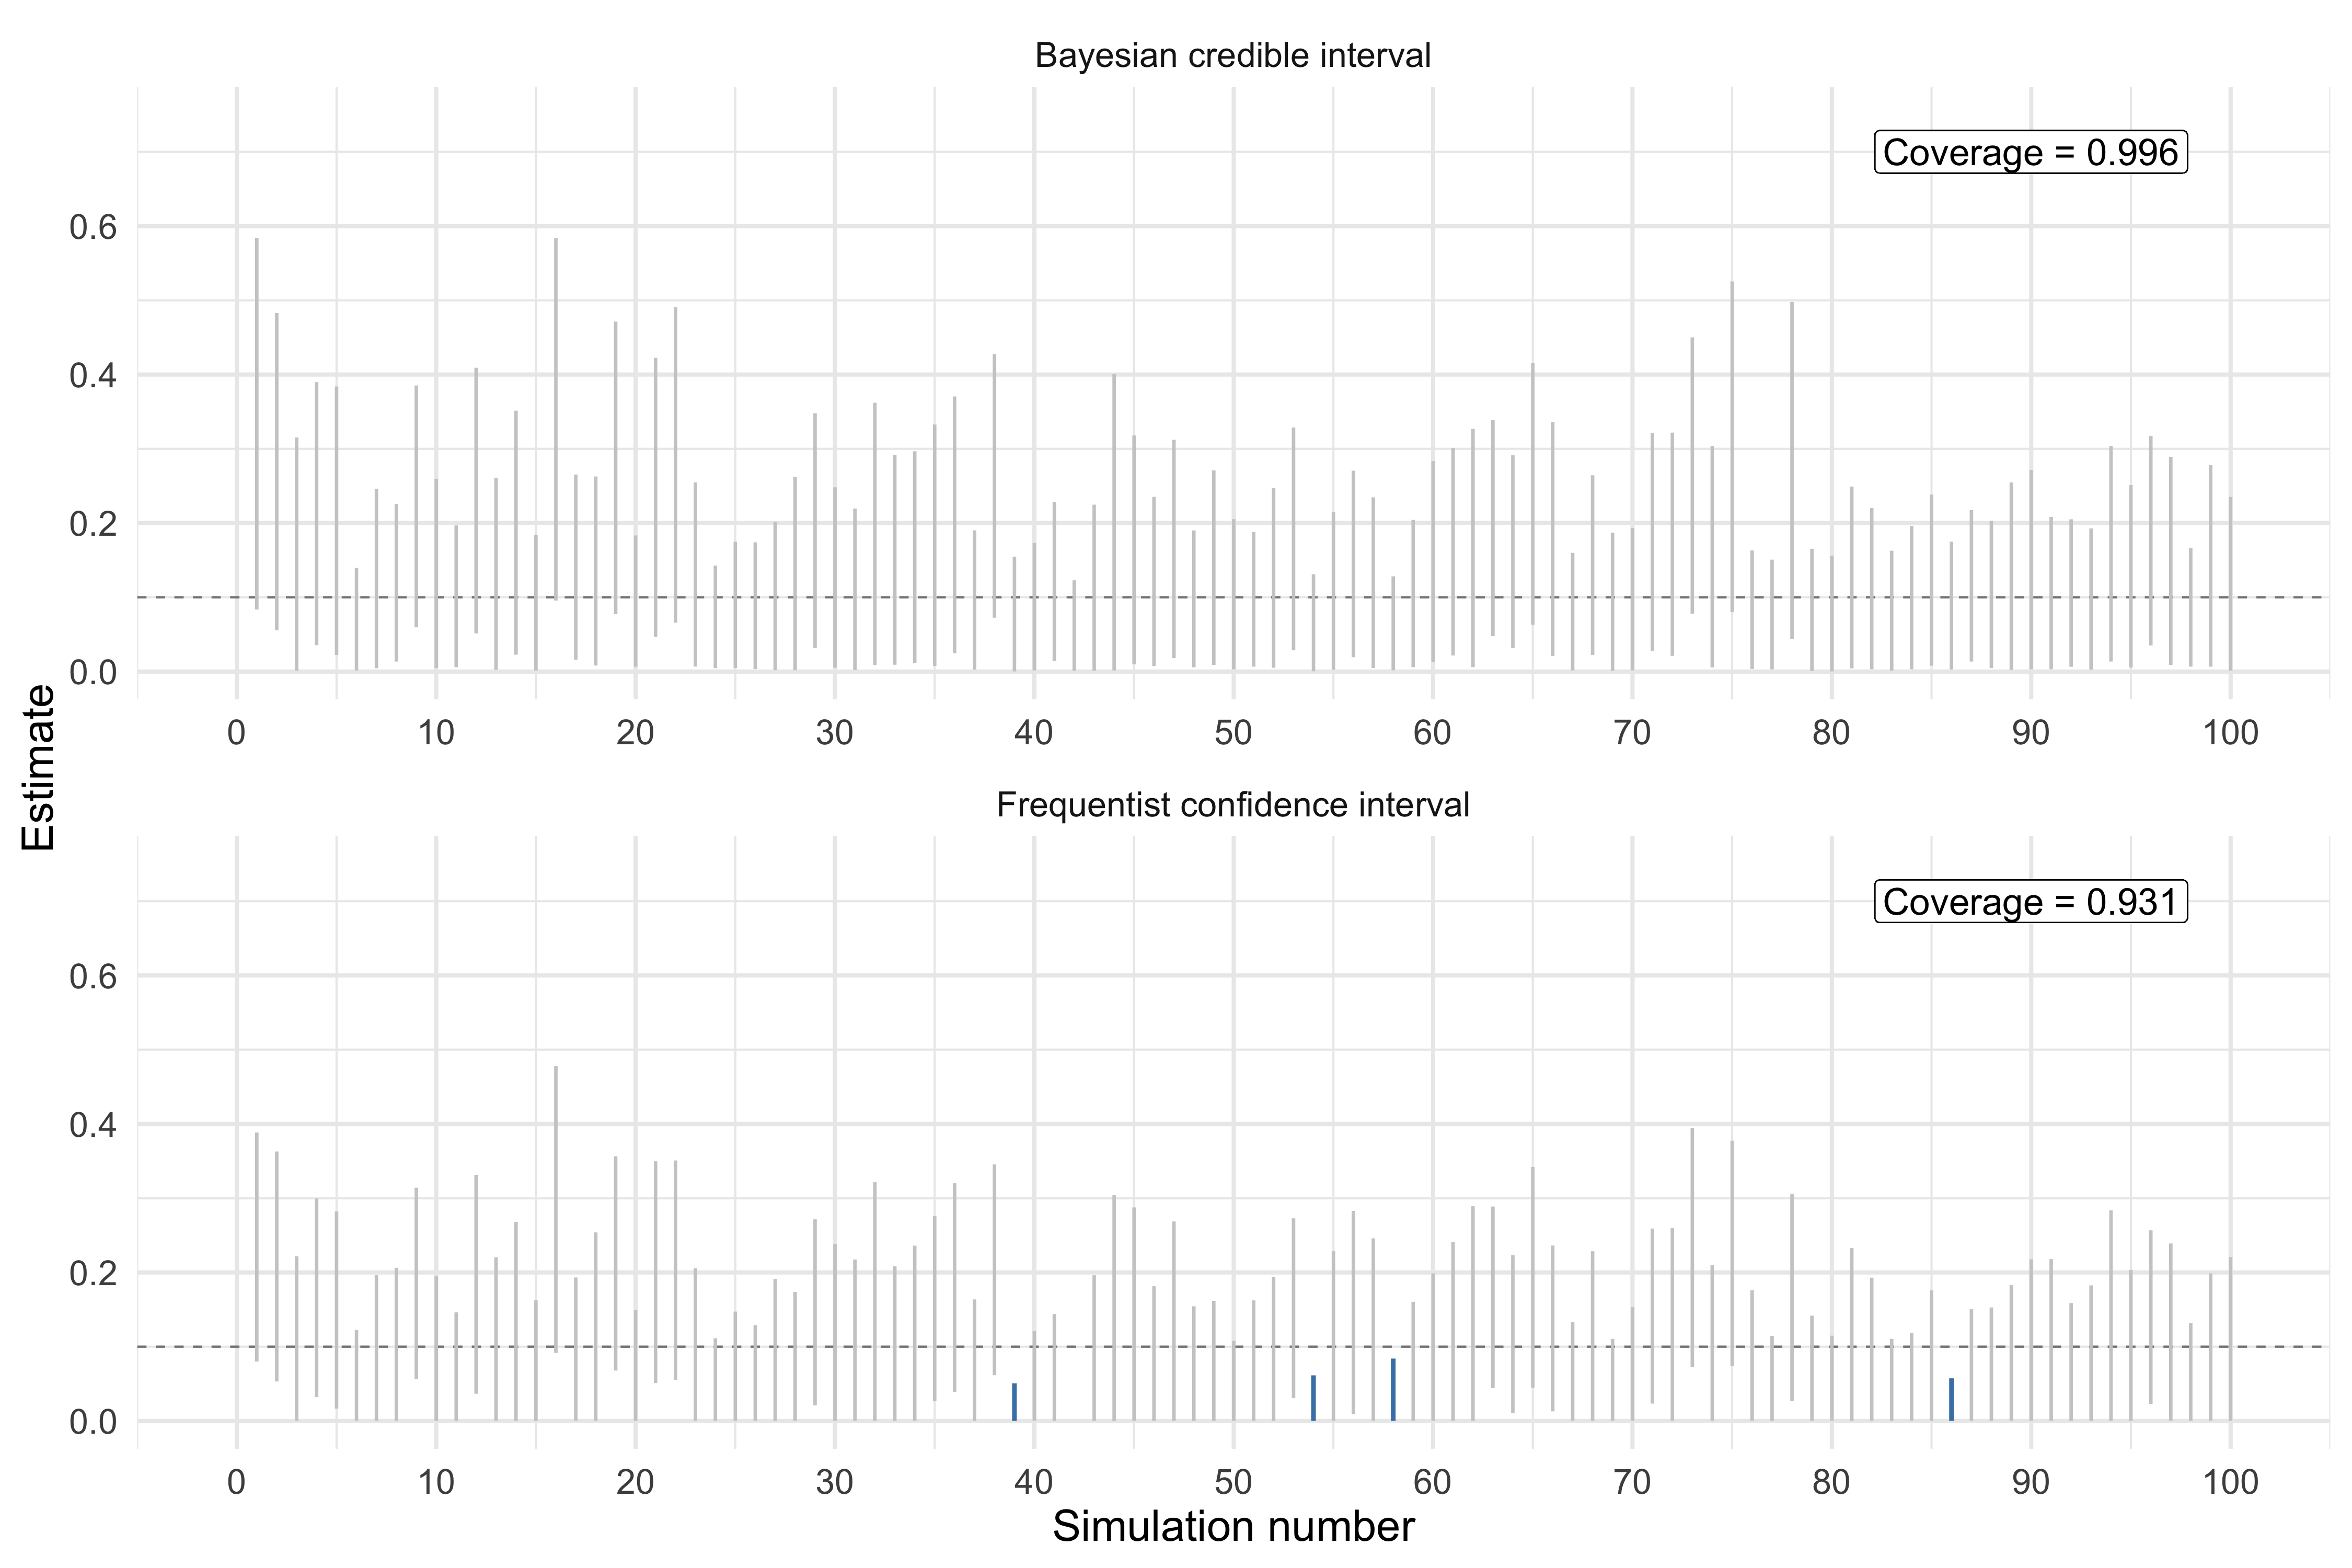 Bayesian credible interval
Coverage = 0.996
0.6
0.4
0.2
0.0
0 10 20 30 40 50 60 70 80 90 100
Estimate
Frequentist confidence interval
Coverage = 0.931
0.6
0.4
0.2
0.0
0 10 20 30 40 50 60 70 80 90 100
Simulation number